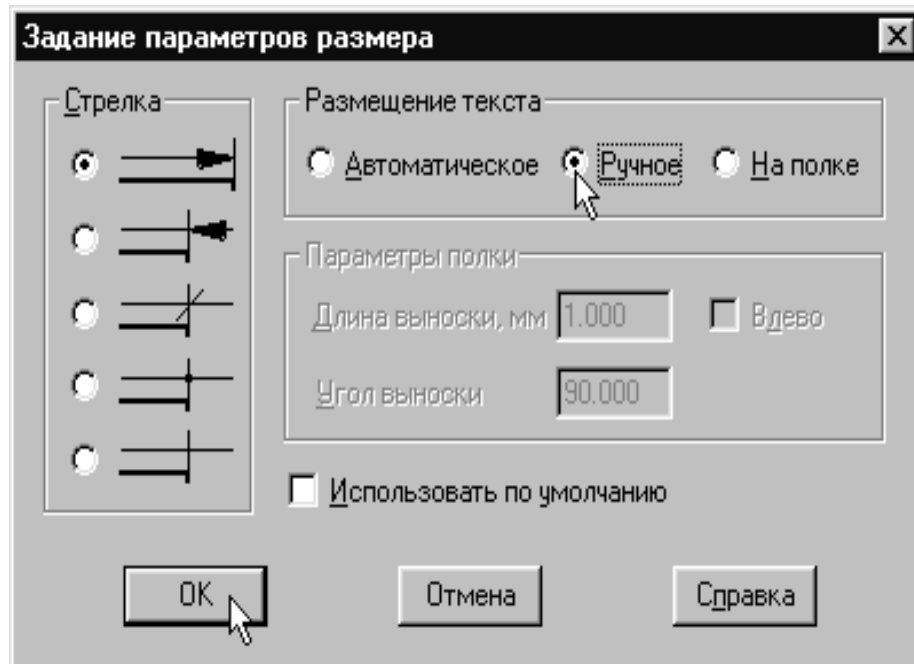 Задание параметров размера
Стрелка
Размещение текста
Автоматическое Ручное На полке
Параметры полки
Длина выноски, мм 1.000 Влево
Угол выноски 90.000
Использовать по умолчанию
OK Отмена Справка